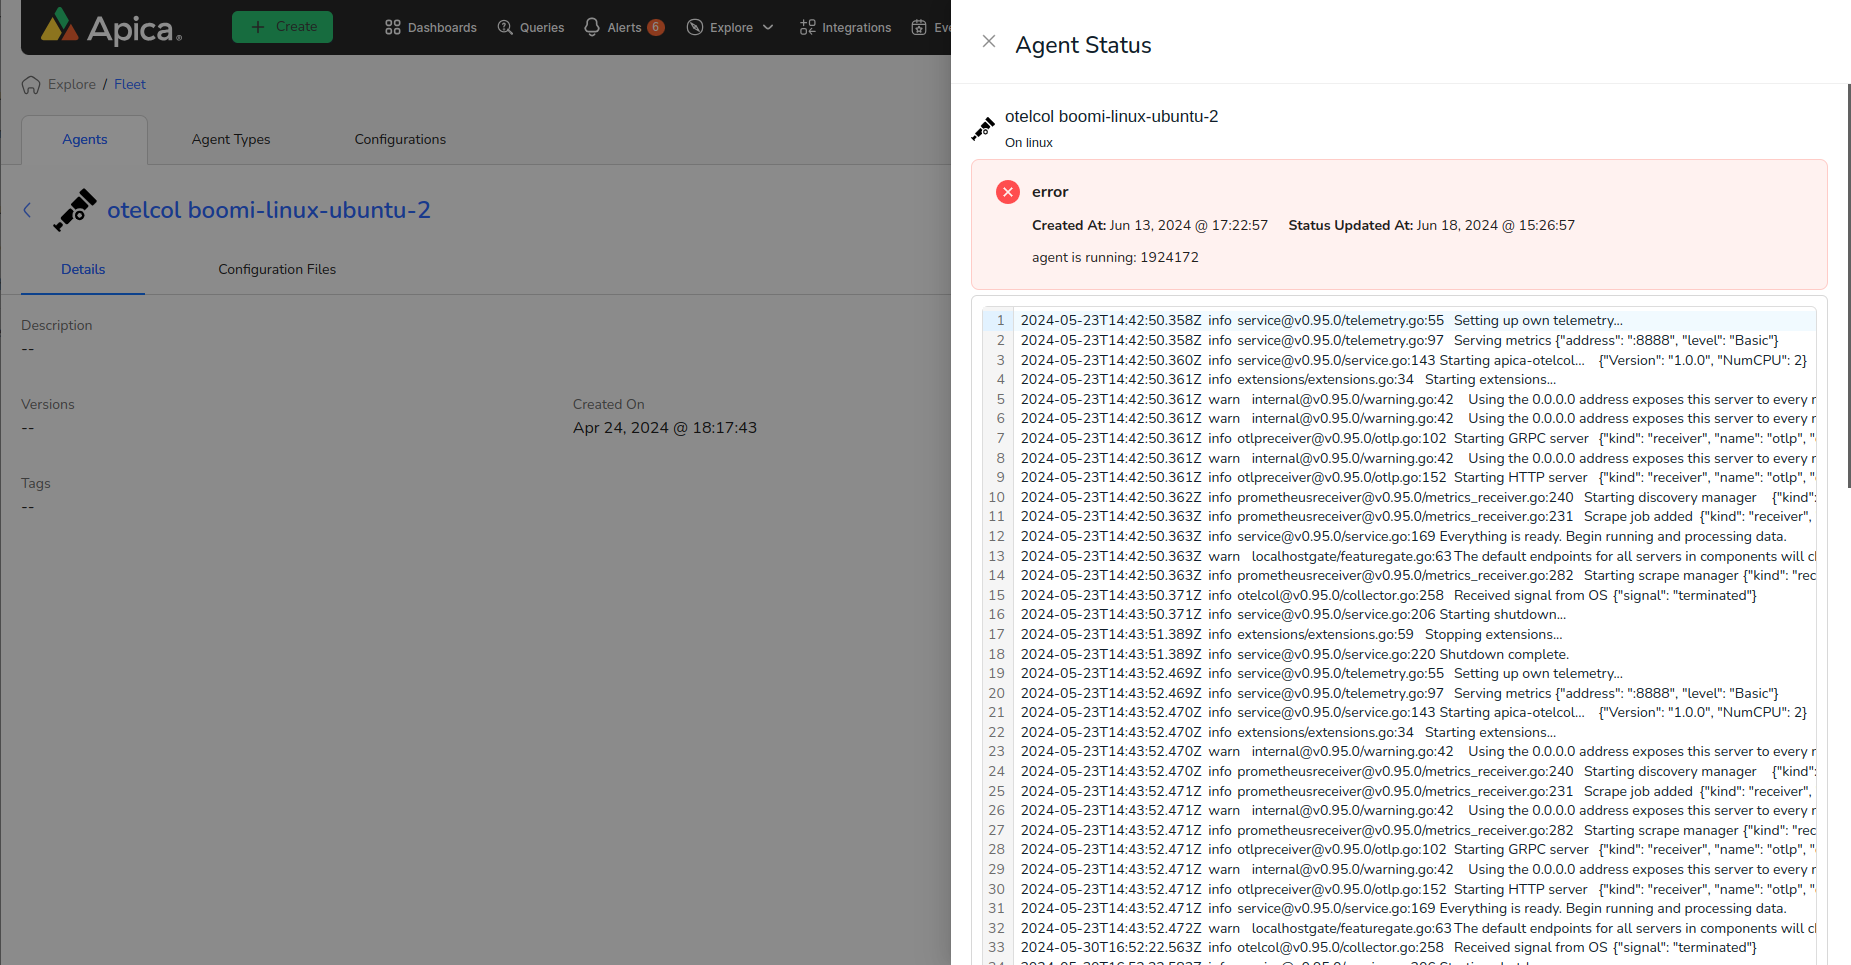 Apica
Create
Dashboards
Queries
Alerts 6
Explore
Integrations
Explore / Fleet
Agents
Agent Types
Configurations
otelcol boomi-linux-ubuntu-2
Details
Configuration Files
Description
--
Versions
--
Created On
Apr 24, 2024 @ 18:17:43
Tags
--
Agent Status
otelcol boomi-linux-ubuntu-2
On linux
error
Created At: Jun 13, 2024 @ 17:22:57 Status Updated At: Jun 18, 2024 @ 15:26:57
agent is running: 1924172
1 2024-05-23T14:42:50.358Z info service@v0.95.0/telemetry.go:55 Setting up own telemetry...
2 2024-05-23T14:42:50.358Z info service@v0.95.0/telemetry.go:97 Serving metrics {"address": ":8888", "level": "Basic"}
3 2024-05-23T14:42:50.360Z info service@v0.95.0/service.go:143 Starting apica-otelcol... {"Version": "1.0.0", "NumCPU": 2}
4 2024-05-23T14:42:50.361Z info extensions/extensions.go:34 Starting extensions...
5 2024-05-23T14:42:50.361Z warn internal@v0.95.0/warning.go:42 Using the 0.0.0.0 address exposes this server to every
6 2024-05-23T14:42:50.361Z warn internal@v0.95.0/warning.go:42 Using the 0.0.0.0 address exposes this server to every
7 2024-05-23T14:42:50.361Z info otlpreceiver@v0.95.0/otlp.go:102 Starting GRPC server {"kind": "receiver", "name": "otlp", "
8 2024-05-23T14:42:50.361Z warn internal@v0.95.0/warning.go:42 Using the 0.0.0.0 address exposes this server to every
9 2024-05-23T14:42:50.361Z info otlpreceiver@v0.95.0/otlp.go:152 Starting HTTP server {"kind": "receiver", "name": "otlp", "
10 2024-05-23T14:42:50.362Z info prometheusreceiver@v0.95.0/metrics_receiver.go:240 Starting discovery manager {"kind":
11 2024-05-23T14:42:50.363Z info prometheusreceiver@v0.95.0/metrics_receiver.go:231 Scrape job added {"kind": "receiver",
12 2024-05-23T14:42:50.363Z info service@v0.95.0/service.go:169 Everything is ready. Begin running and processing data.
13 2024-05-23T14:42:50.363Z warn localhostgate/featuregate.go:63 The default endpoints for all servers in components will
14 2024-05-23T14:42:50.363Z info prometheusreceiver@v0.95.0/metrics_receiver.go:282 Starting scrape manager {"kind": "rec
15 2024-05-23T14:43:50.371Z info otelcol@v0.95.0/collector.go:258 Received signal from OS {"signal": "terminated"}
16 2024-05-23T14:43:50.371Z info service@v0.95.0/service.go:206 Starting shutdown...
17 2024-05-23T14:43:51.389Z info extensions/extensions.go:59 Stopping extensions...
18 2024-05-23T14:43:51.389Z info service@v0.95.0/service.go:220 Shutdown complete.
19 2024-05-23T14:43:52.469Z info service@v0.95.0/telemetry.go:55 Setting up own telemetry...
20 2024-05-23T14:43:52.469Z info service@v0.95.0/telemetry.go:97 Serving metrics {"address": ":8888", "level": "Basic"}
21 2024-05-23T14:43:52.470Z info service@v0.95.0/service.go:143 Starting apica-otelcol... {"Version": "1.0.0", "NumCPU": 2}
22 2024-05-23T14:43:52.470Z info extensions/extensions.go:34 Starting extensions...
23 2024-05-23T14:43:52.470Z warn internal@v0.95.0/warning.go:42 Using the 0.0.0.0 address exposes this server to every
24 2024-05-23T14:43:52.470Z info prometheusreceiver@v0.95.0/metrics_receiver.go:240 Starting discovery manager {"kind":
25 2024-05-23T14:43:52.471Z info prometheusreceiver@v0.95.0/metrics_receiver.go:231 Scrape job added {"kind": "receiver",
26 2024-05-23T14:43:52.471Z warn internal@v0.95.0/warning.go:42 Using the 0.0.0.0 address exposes this server to every
27 2024-05-23T14:43:52.471Z info prometheusreceiver@v0.95.0/metrics_receiver.go:282 Starting scrape manager {"kind": "rec
28 2024-05-23T14:43:52.471Z info otlpreceiver@v0.95.0/otlp.go:102 Starting GRPC server {"kind": "receiver", "name": "otlp", "
29 2024-05-23T14:43:52.471Z warn internal@v0.95.0/warning.go:42 Using the 0.0.0.0 address exposes this server to every
30 2024-05-23T14:43:52.471Z info otlpreceiver@v0.95.0/otlp.go:152 Starting HTTP server {"kind": "receiver", "name": "otlp", "
31 2024-05-23T14:43:52.471Z info service@v0.95.0/service.go:169 Everything is ready. Begin running and processing data.
32 2024-05-23T14:43:52.472Z warn localhostgate/featuregate.go:63 The default endpoints for all servers in components will
33 2024-05-30T16:52:22.563Z info otelcol@v0.95.0/collector.go:258 Received signal from OS {"signal": "terminated"}